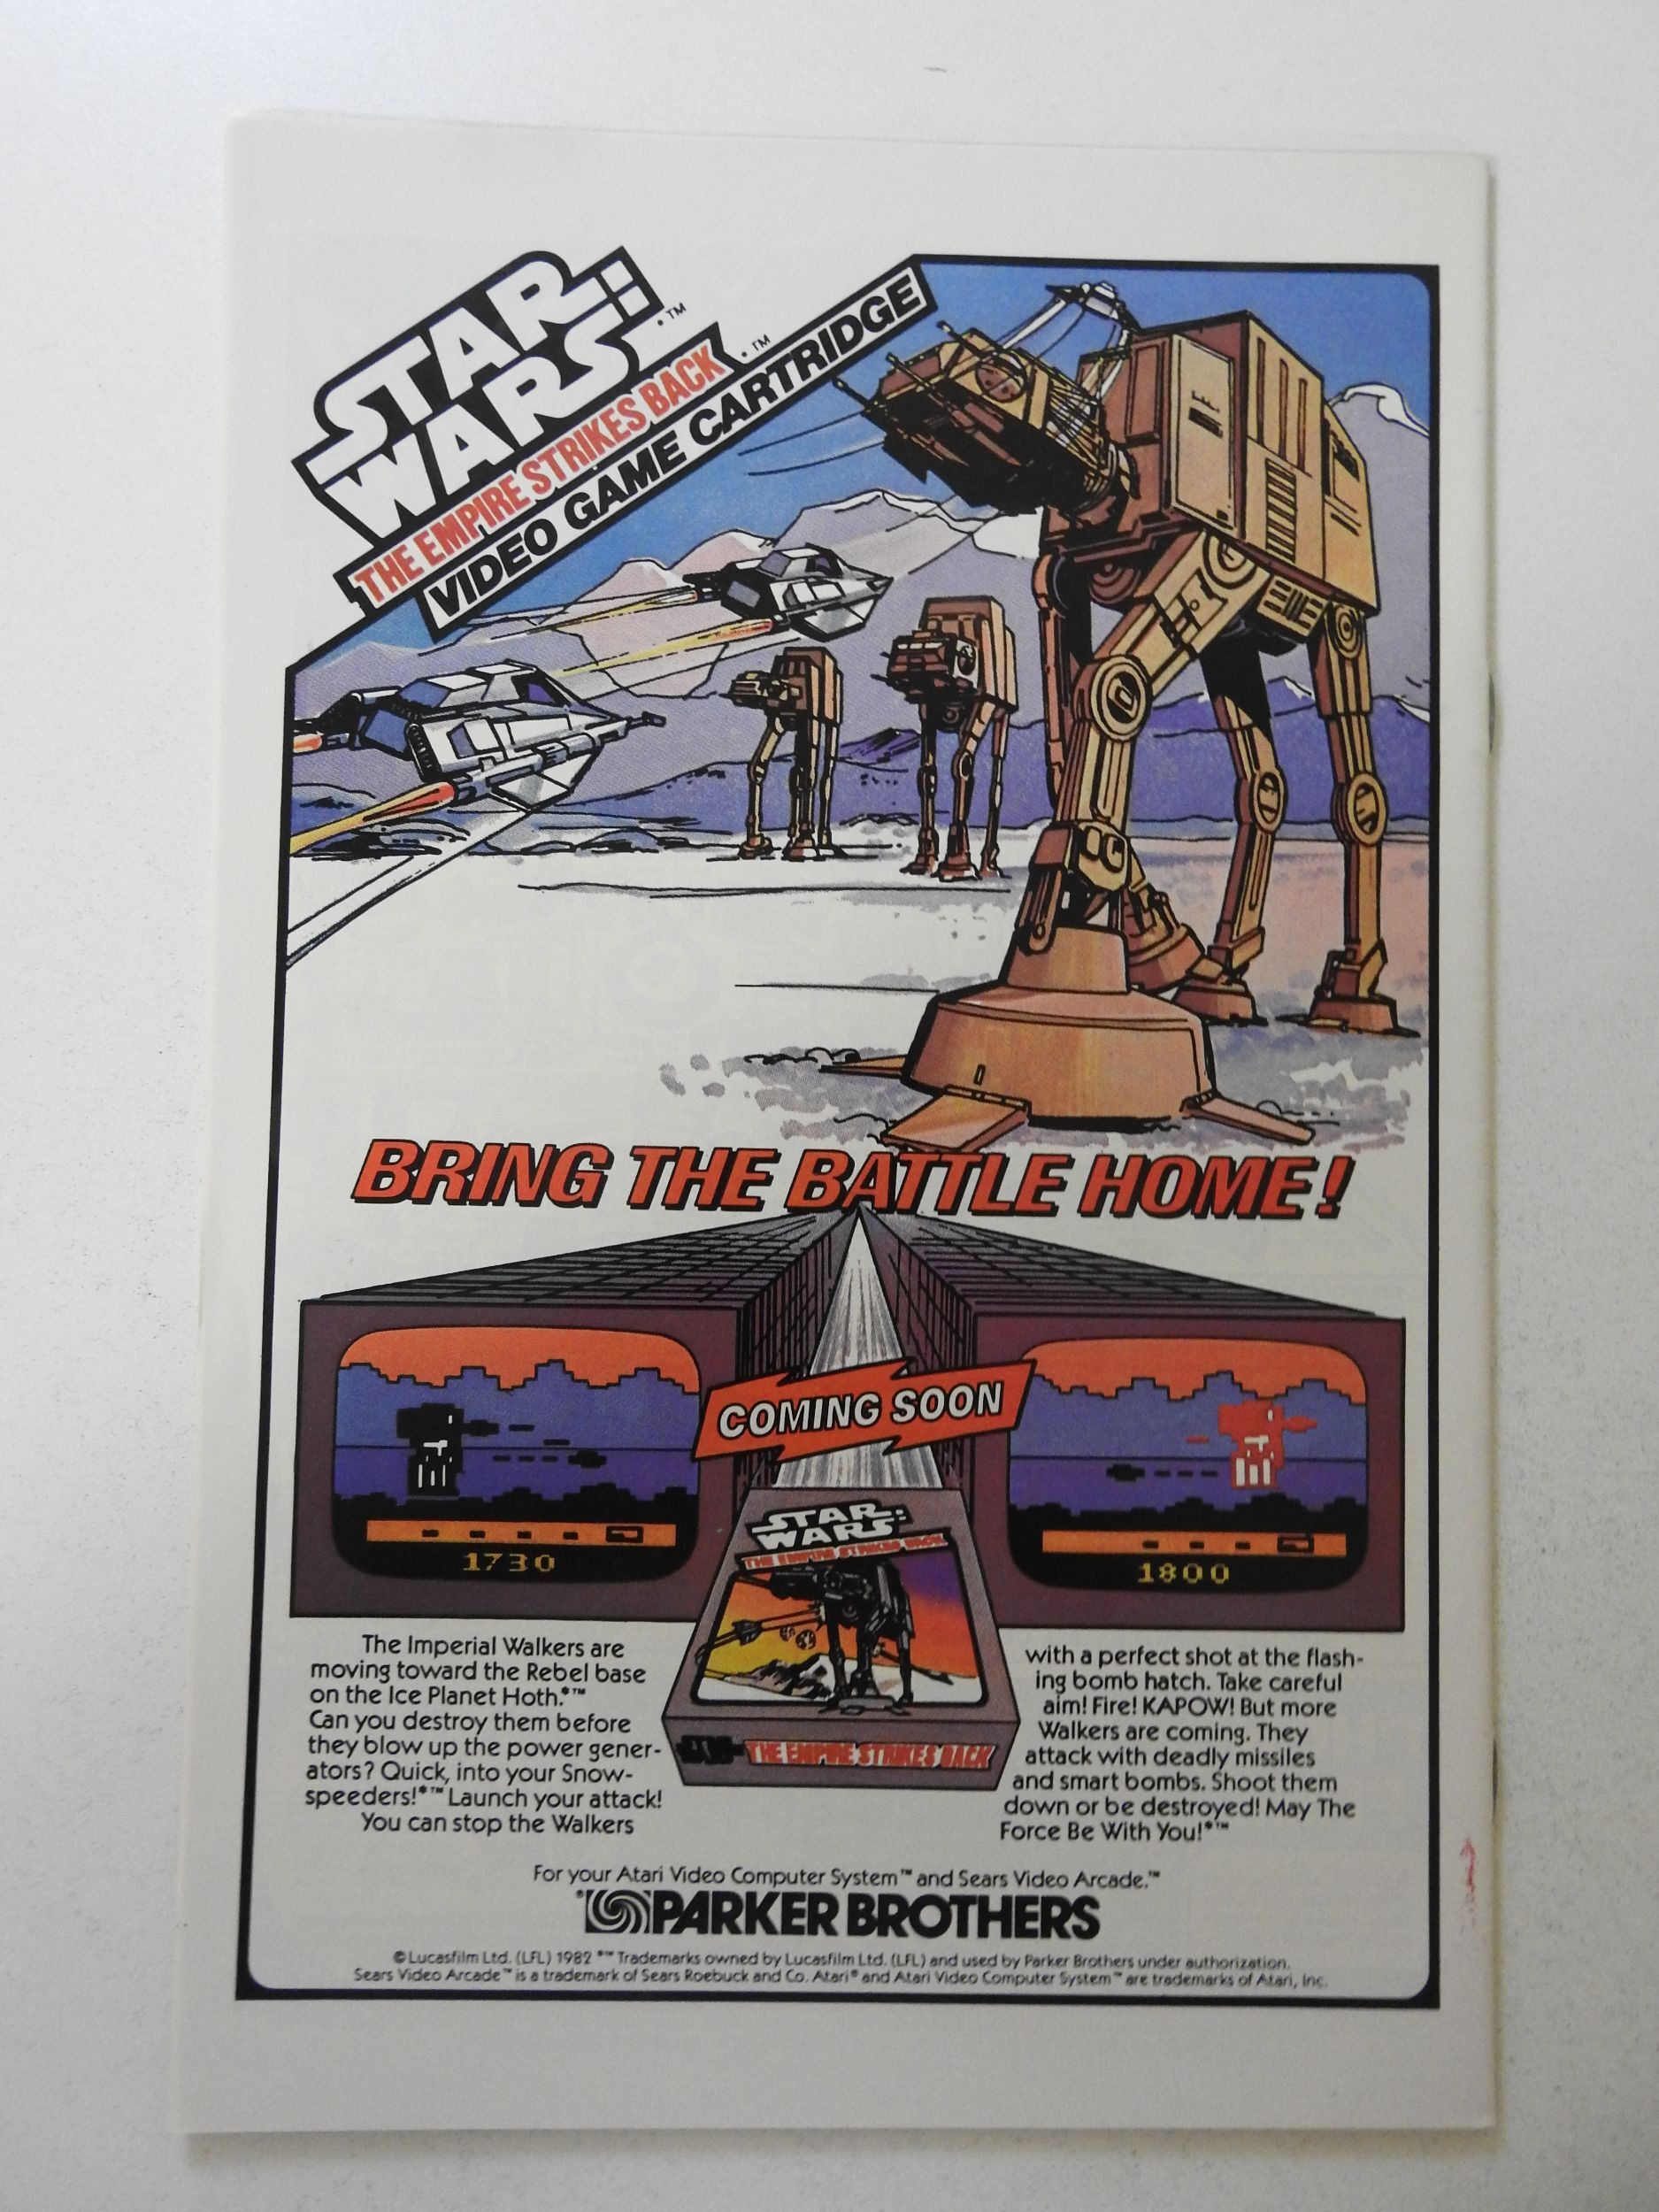 STAR
WARS:
•™
THE EMPIRE STRIKES BACK
•™
VIDEO GAME CARTRIDGE
BRING THE BATTLE HOME!
COMING SOON
1730
1800
STAR
WARS:
THE EMPIRE STRIKES BACK
THE EMPIRE STRIKES BACK
The Imperial Walkers are
moving toward the Rebel base
on the Ice Planet Hoth.*™
Can you destroy them before
they blow up the power gener-
ators? Quick, into your Snow-
speeders!*™ Launch your attack!
You can stop the Walkers
with a perfect shot at the flash-
ing bomb hatch. Take careful
aim! Fire! KAPOW! But more
Walkers are coming. They
attack with deadly missiles
and smart bombs. Shoot them
down or be destroyed! May The
Force Be With You!*™
For your Atari Video Computer System™ and Sears Video Arcade.™
PARKER BROTHERS
© Lucasfilm Ltd. (LFL) 1982 *™ Trademarks owned by Lucasfilm Ltd. (LFL) and used by Parker Brothers under authorization.
Sears Video Arcade™ is a trademark of Sears Roebuck and Co. Atari® and Atari Video Computer System™ are trademarks of Atari, Inc.